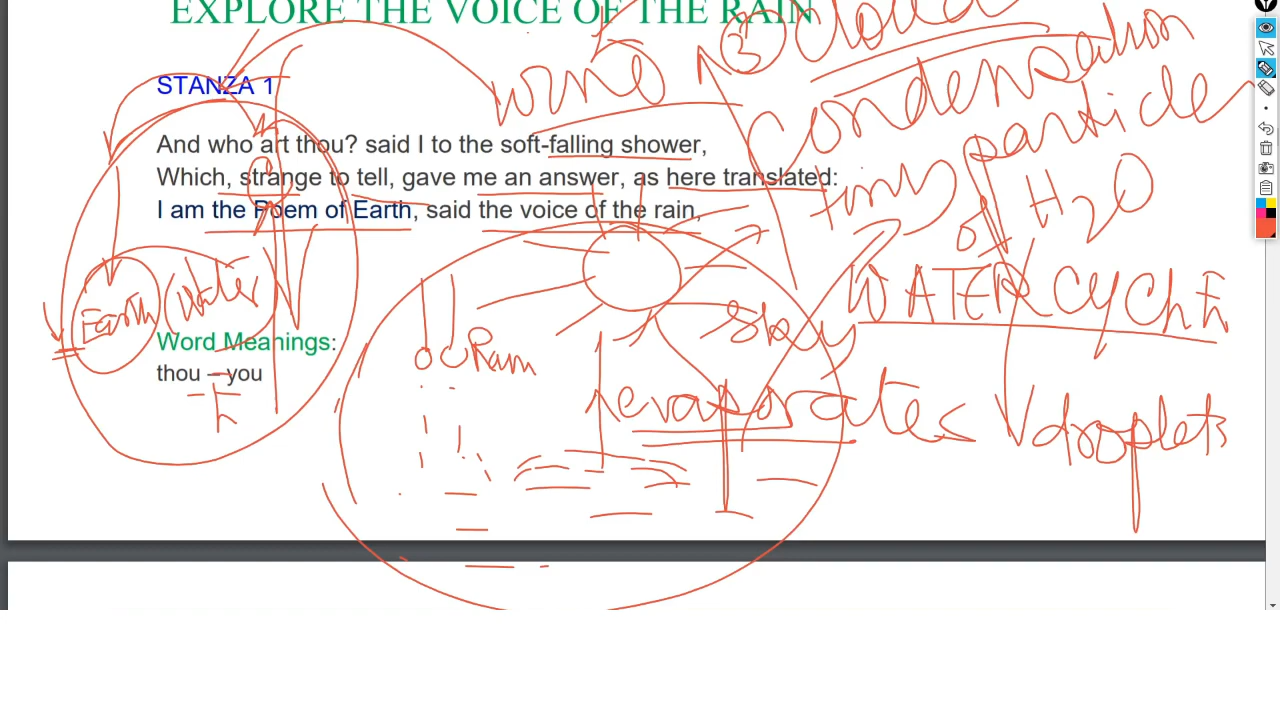 EXPLORE THE VOICE OF THE RAIN
③ Cloud
wind
Condensation
STANZA 1
tiny particle
of H2O
And who art thou? said I to the soft-falling shower,
Which, strange to tell, gave me an answer, as here translated:
I am the Poem of Earth, said the voice of the rain,
WATER CYCLE
Earth (Water
Sky
Rain
Word Meanings:
thou – you
evaporates
droplets